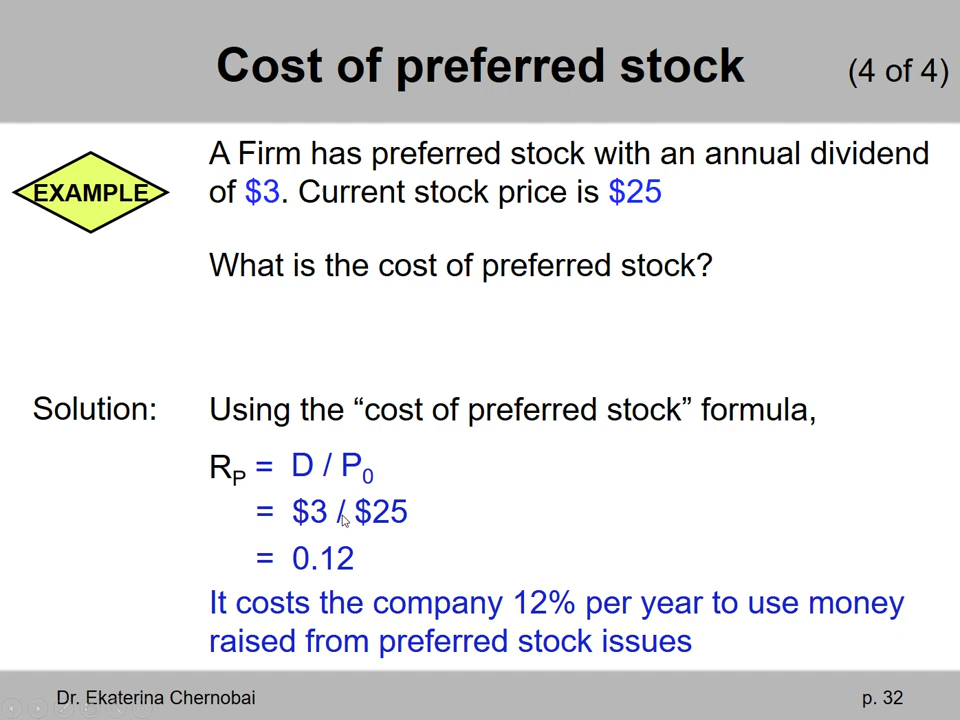 Cost of preferred stock (4 of 4)
EXAMPLE
A Firm has preferred stock with an annual dividend
of $3. Current stock price is $25
What is the cost of preferred stock?
Solution: Using the “cost of preferred stock” formula,
RP = D / P0
= $3 / $25
= 0.12
It costs the company 12% per year to use money
raised from preferred stock issues
Dr. Ekaterina Chernobai p. 32